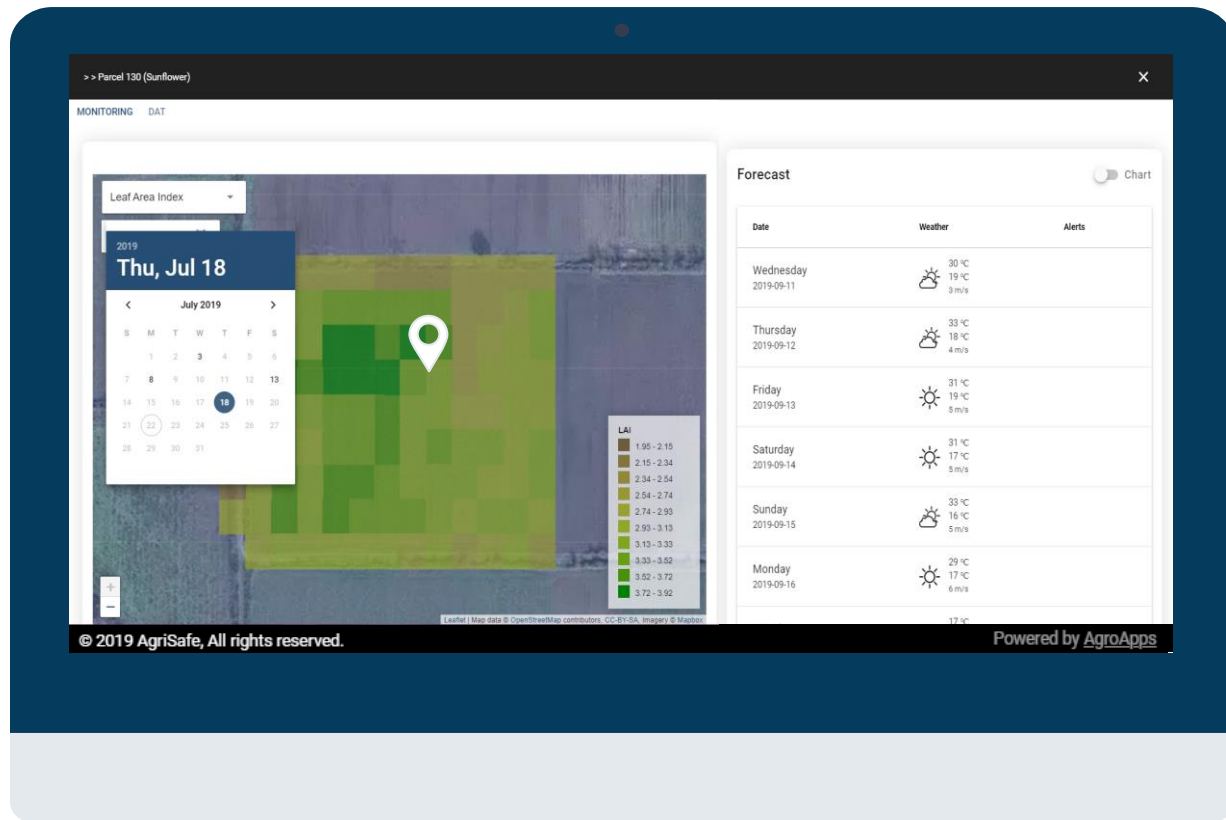 > > Parcel 130 (Sunflower)
×
MONITORING DAT
Leaf Area Index
2019
Thu, Jul 18
July 2019
S M T W T F S
1 2 3 4 5 6
7 8 9 10 11 12 13
14 15 16 17 18 19 20
21 22 23 24 25 26 27
28 29 30 31
+
−
LAI
1.95 - 2.15
2.15 - 2.34
2.34 - 2.54
2.54 - 2.74
2.74 - 2.93
2.93 - 3.13
3.13 - 3.33
3.33 - 3.52
3.52 - 3.72
3.72 - 3.92
Leaflet | Map data © OpenStreetMap contributors, CC-BY-SA, Imagery © Mapbox
Forecast
Chart
Date Weather Alerts
Wednesday
2019-09-11
30 °C
19 °C
3 m/s
Thursday
2019-09-12
33 °C
18 °C
4 m/s
Friday
2019-09-13
31 °C
19 °C
5 m/s
Saturday
2019-09-14
31 °C
17 °C
5 m/s
Sunday
2019-09-15
33 °C
16 °C
5 m/s
Monday
2019-09-16
29 °C
17 °C
6 m/s
17 °C
© 2019 AgriSafe, All rights reserved.
Powered by AgroApps